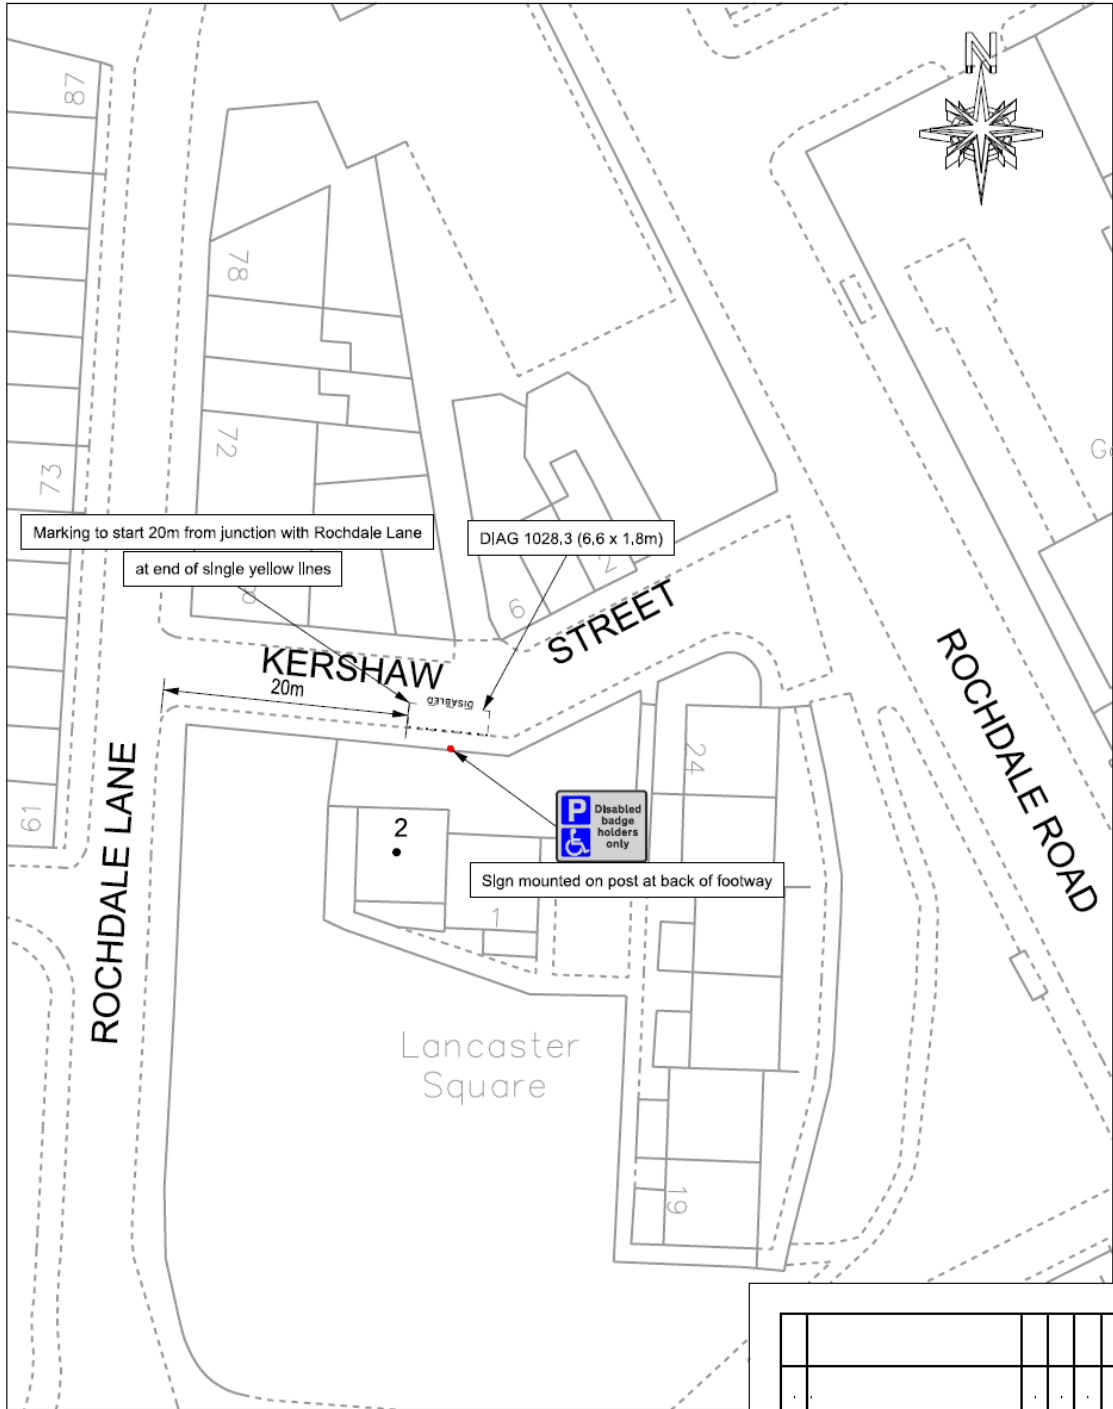 N
87
78
73
72
Go
Marking to start 20m from junction with Rochdale Lane
at end of single yellow lines
DIAG 1028,3 (6,6 x 1,8m)
2
9
KERSHAW STREET
20m
DISABLED
ROCHDALE LANE
ROCHDALE ROAD
61
24
2
P
Disabled
badge
holders
only
Sign mounted on post at back of footway
1
Lancaster
Square
19